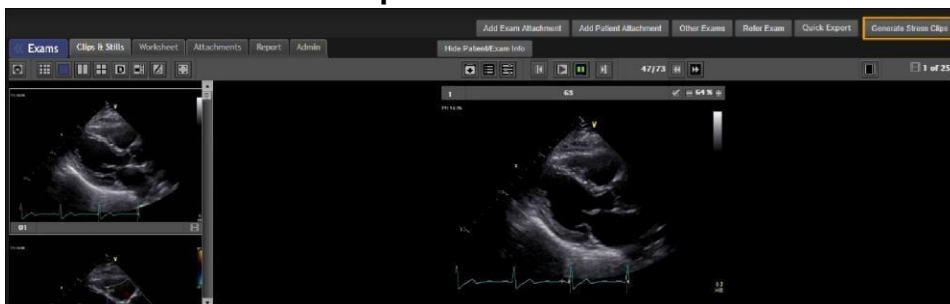 Add Exam Attachment Add Patient Attachment Other Exams Refer Exam Quick Export Generate Stress Clips
Exams Clips & Stills Worksheet Attachments Report Admin Hide Patient/Exam Info
D 47/73 1 of 25
1 63 64 %
V
V
01
V